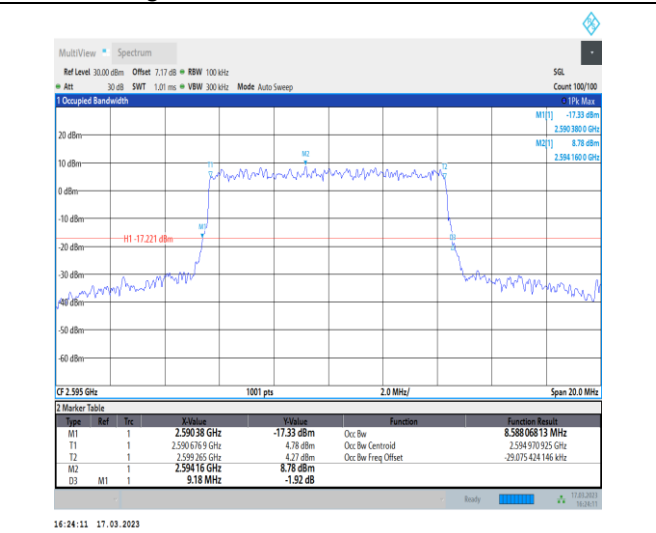 MultiView Spectrum
Ref Level 30.00 dBm Offset 7.17 dB RBW 100 kHz SGL
Att 30 dB SWT 1.01 ms VBW 300 kHz Mode Auto Sweep Count 100/100
1 Occupied Bandwidth 1Pk Max
M1[1] -17.33 dBm
2.590 380 0 GHz
20 dBm
M2[1] 8.78 dBm
2.594 160 0 GHz
M2
10 dBm
T1 T2
0 dBm
-10 dBm
M1
H1 -17.221 dBm
D3
-20 dBm
-30 dBm
-40 dBm
-50 dBm
-60 dBm
CF 2.595 GHz 1001 pts 2.0 MHz/ Span 20.0 MHz
2 Marker Table
Type Ref Trc X-Value Y-Value Function Function Result
M1 1 2.59038 GHz -17.33 dBm Occ Bw 8.588 068 13 MHz
T1 1 2.590 676 9 GHz 4.78 dBm Occ Bw Centroid 2.594 970 925 GHz
T2 1 2.599 265 GHz 4.27 dBm Occ Bw Freq Offset -29.075 424 146 kHz
M2 1 2.594 16 GHz 8.78 dBm
D3 M1 1 9.18 MHz -1.92 dB
Ready 17.03.2023
16:24:11
16:24:11 17.03.2023